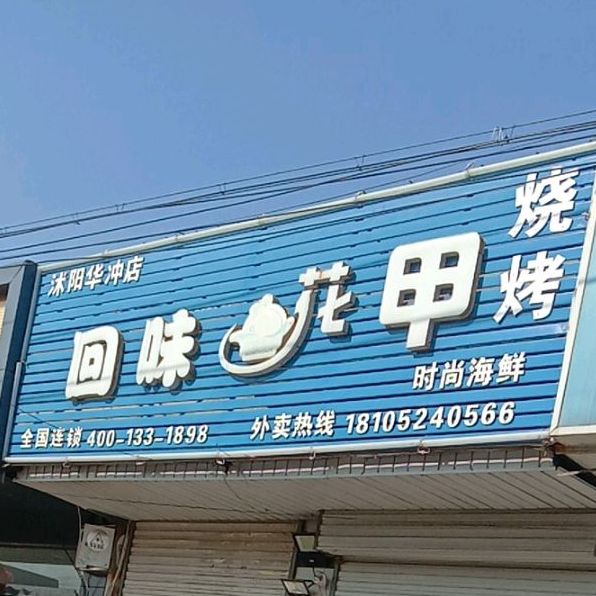 沭阳华冲店
回味花甲
烧烤
时尚海鲜
全国连锁 400-133-1898
外卖热线 18105240566